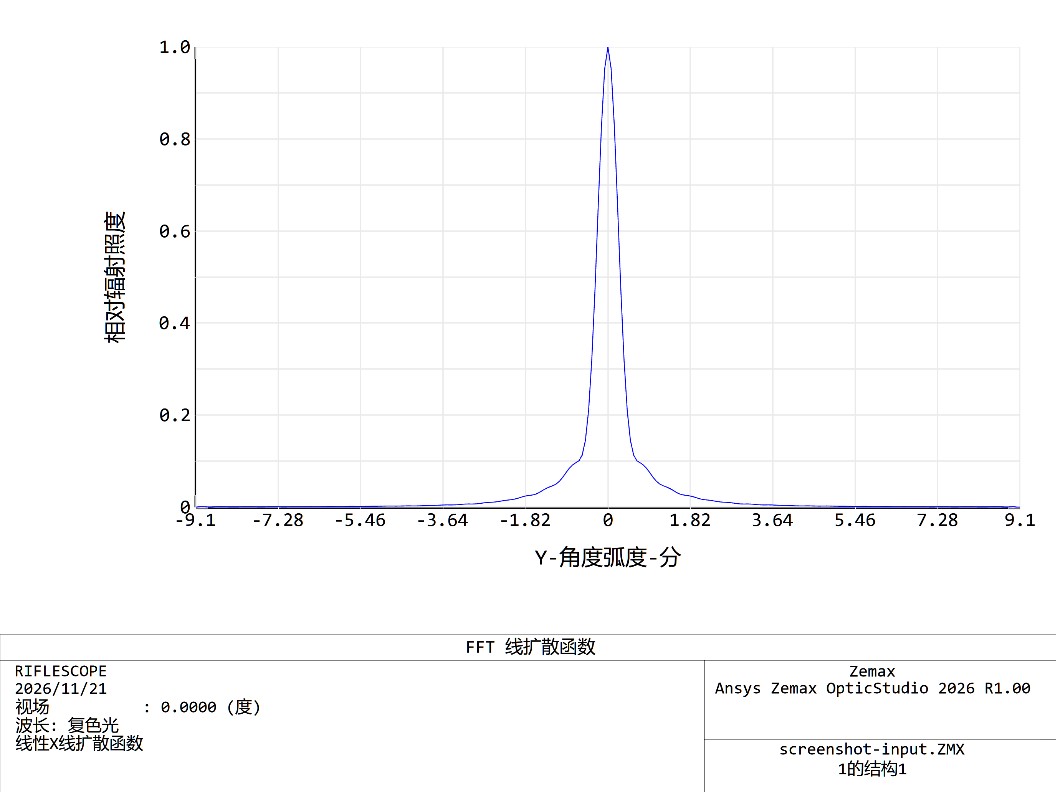 1.0
0.8
相对辐射照度
0.6
0.4
0.2
0
-9.1 -7.28 -5.46 -3.64 -1.82 0 1.82 3.64 5.46 7.28 9.1
Y-角度弧度-分
FFT 线扩散函数
RIFLESCOPE
2026/11/21
视场 : 0.0000 (度)
波长: 复色光
线性X线扩散函数
Zemax
Ansys Zemax OpticStudio 2026 R1.00
screenshot-input.ZMX
1的结构1